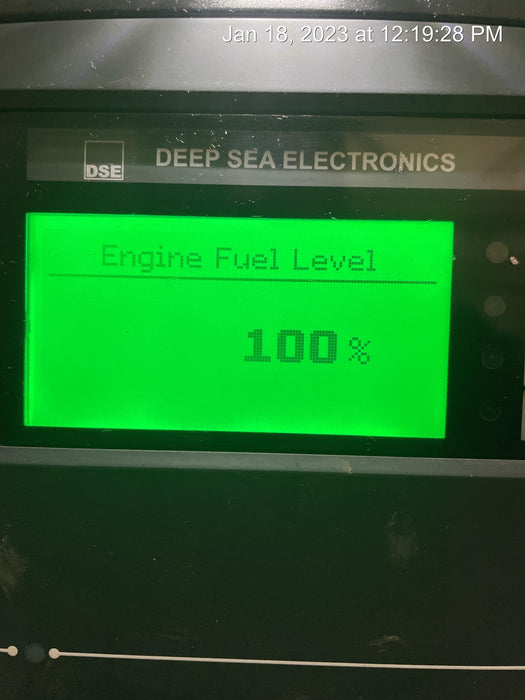 Jan 18, 2023 at 12:19:28 PM
DSE DEEP SEA ELECTRONICS
Engine Fuel Level
100%